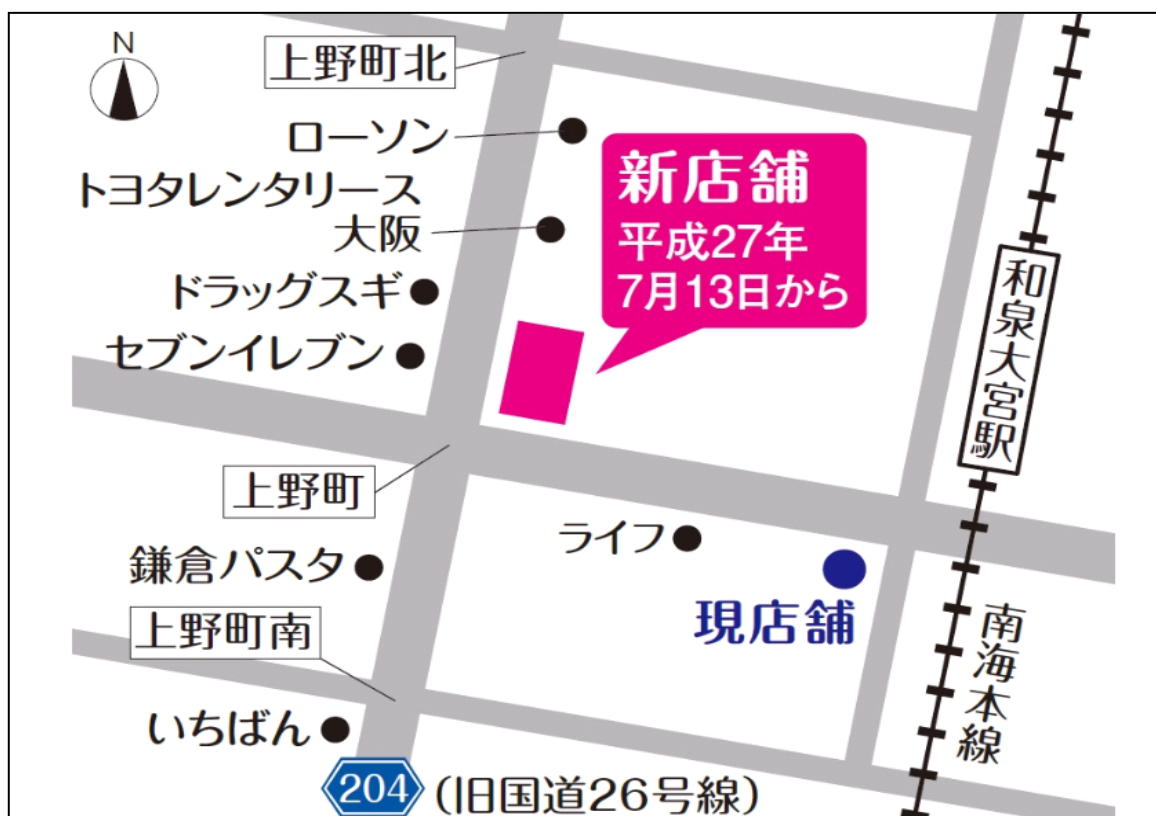 N
上野町北
ローソン
トヨタレンタリース
大阪
ドラッグスギ
セブンイレブン
新店舗
平成27年
7月13日から
和泉大宮駅
上野町
ライフ
鎌倉パスタ
現店舗
上野町南
南海本線
いちばん
204
(旧国道26号線)